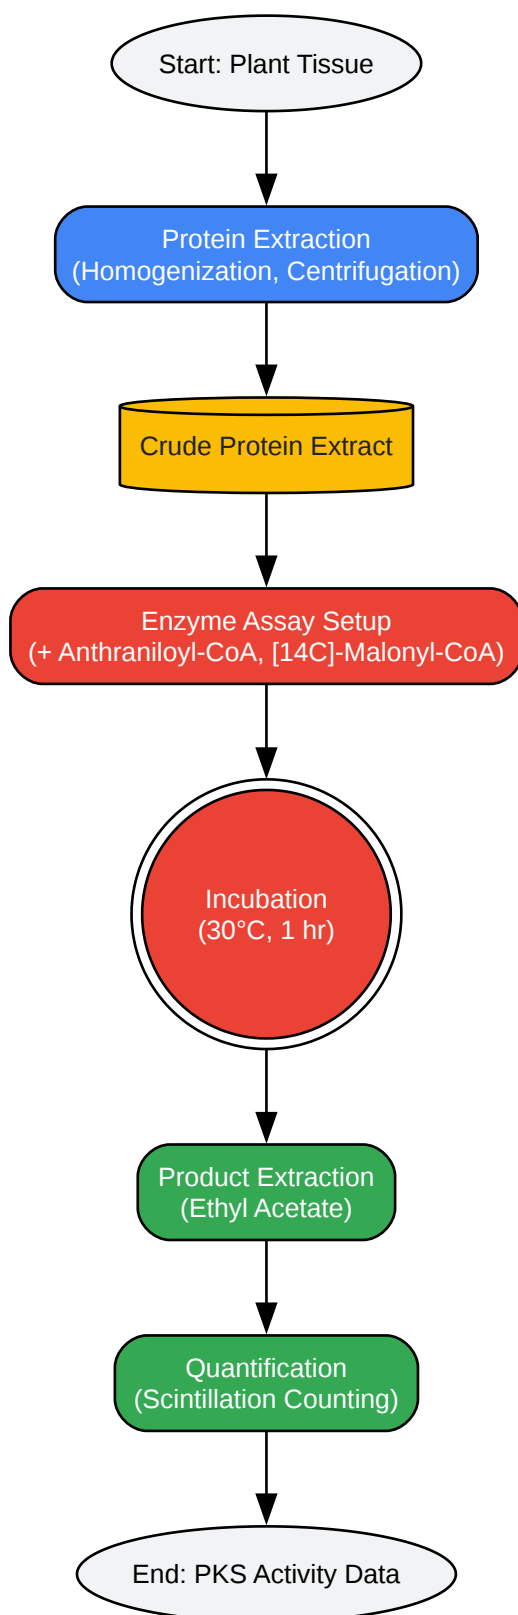 Start: Plant Tissue
Protein Extraction
(Homogenization, Centrifugation)
Crude Protein Extract
Enzyme Assay Setup
(+ Anthraniloyl-CoA, [14C]-Malonyl-CoA)
Incubation
(30°C, 1 hr)
Product Extraction
(Ethyl Acetate)
Quantification
(Scintillation Counting)
End: PKS Activity Data